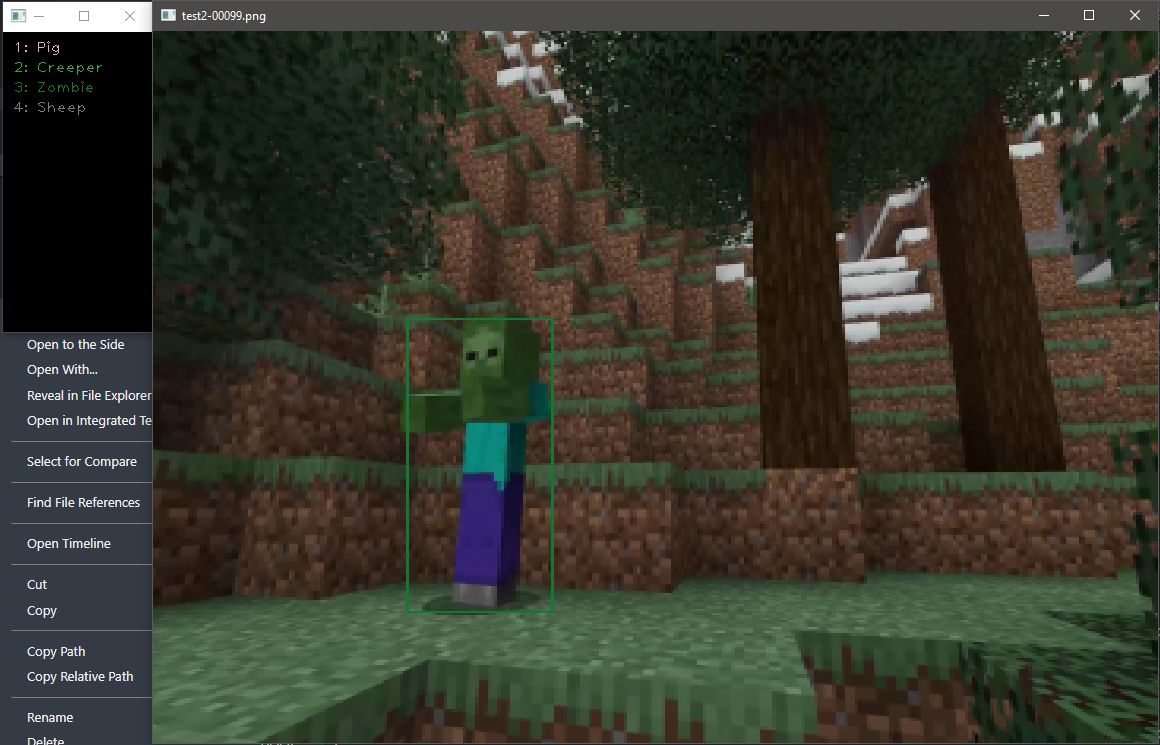 test2-00099.png
1: Pig
2: Creeper
3: Zombie
4: Sheep
Open to the Side
Open With...
Reveal in File Explorer
Open in Integrated Te
Select for Compare
Find File References
Open Timeline
Cut
Copy
Copy Path
Copy Relative Path
Rename
Delete